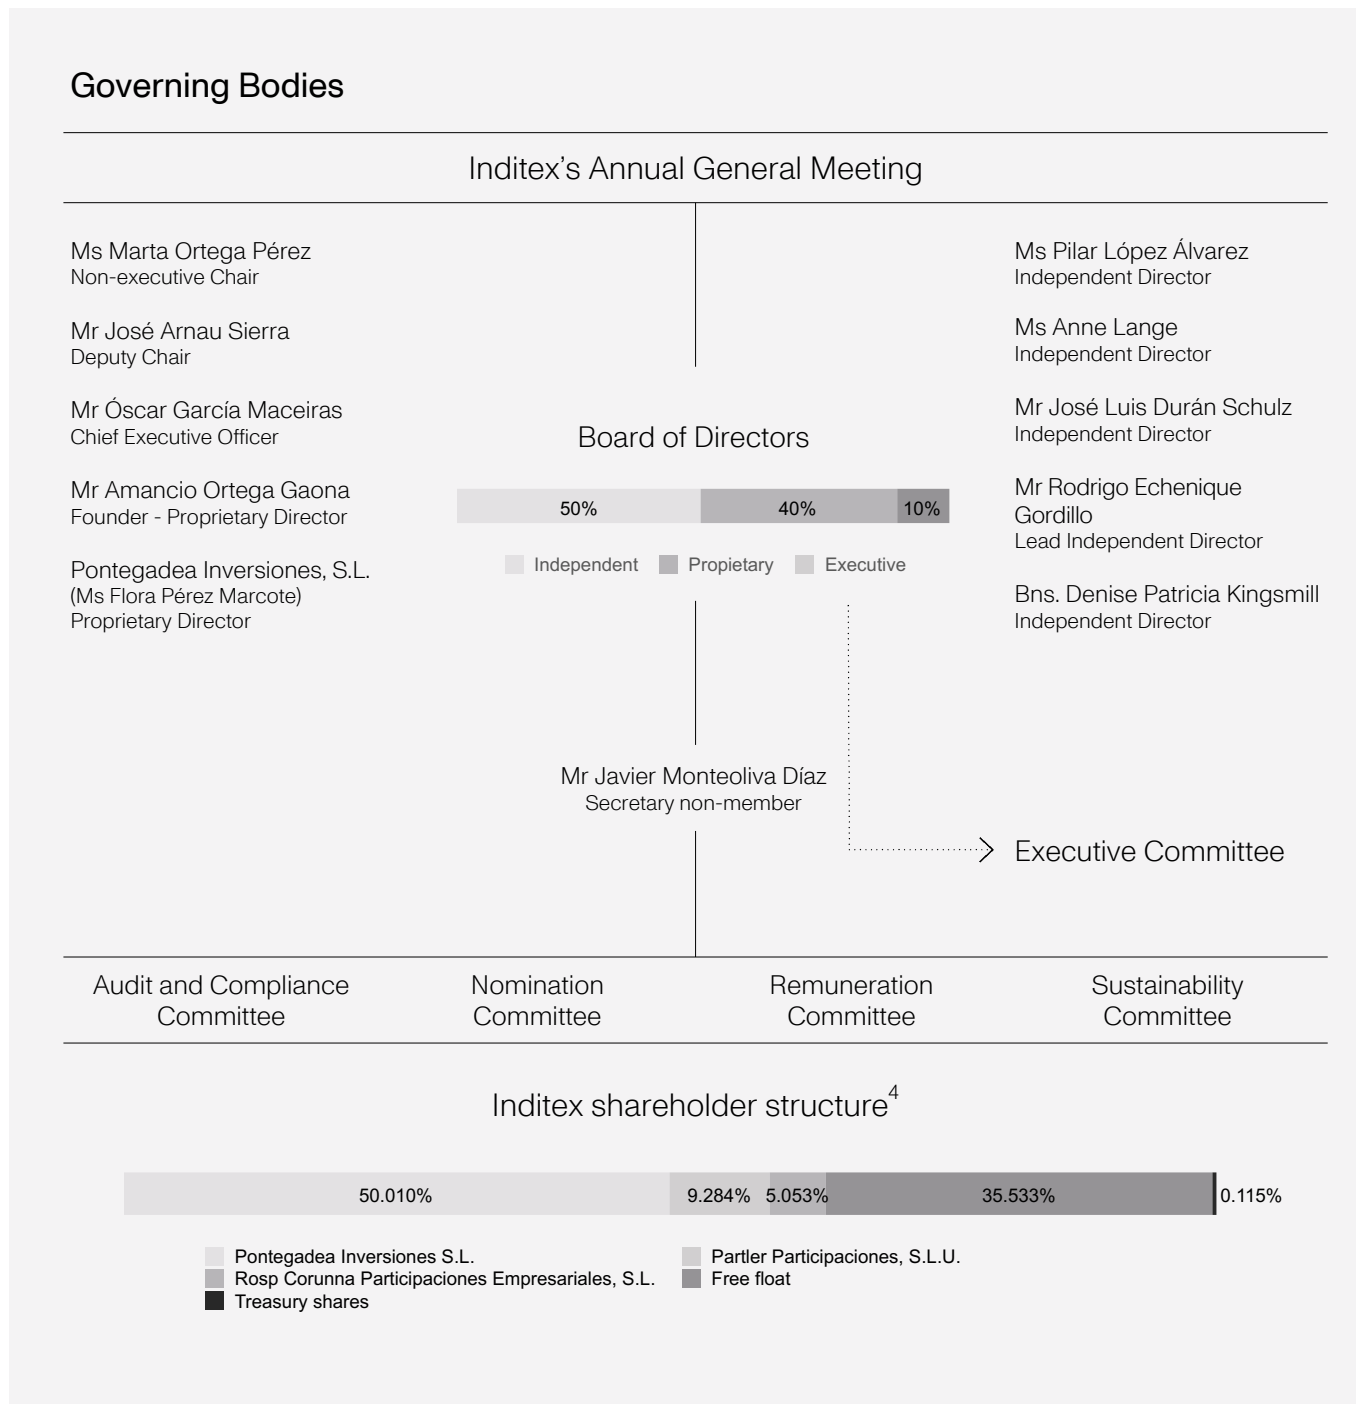 Governing Bodies
Inditex's Annual General Meeting
Ms Marta Ortega Pérez
Non-executive Chair
Mr José Arnau Sierra
Deputy Chair
Mr Óscar García Maceiras
Chief Executive Officer
Mr Amancio Ortega Gaona
Founder - Proprietary Director
Pontegadea Inversiones, S.L.
(Ms Flora Pérez Marcote)
Proprietary Director
Board of Directors
50% 40% 10%
Independent Propietary Executive
Ms Pilar López Álvarez
Independent Director
Ms Anne Lange
Independent Director
Mr José Luis Durán Schulz
Independent Director
Mr Rodrigo Echenique
Gordillo
Lead Independent Director
Bns. Denise Patricia Kingsmill
Independent Director
Mr Javier Monteoliva Díaz
Secretary non-member
Executive Committee
Audit and Compliance
Committee
Nomination
Committee
Remuneration
Committee
Sustainability
Committee
Inditex shareholder structure4
50.010% 9.284% 5.053% 35.533% 0.115%
Pontegadea Inversiones S.L. Partler Participaciones, S.L.U.
Rosp Corunna Participaciones Empresariales, S.L. Free float
Treasury shares